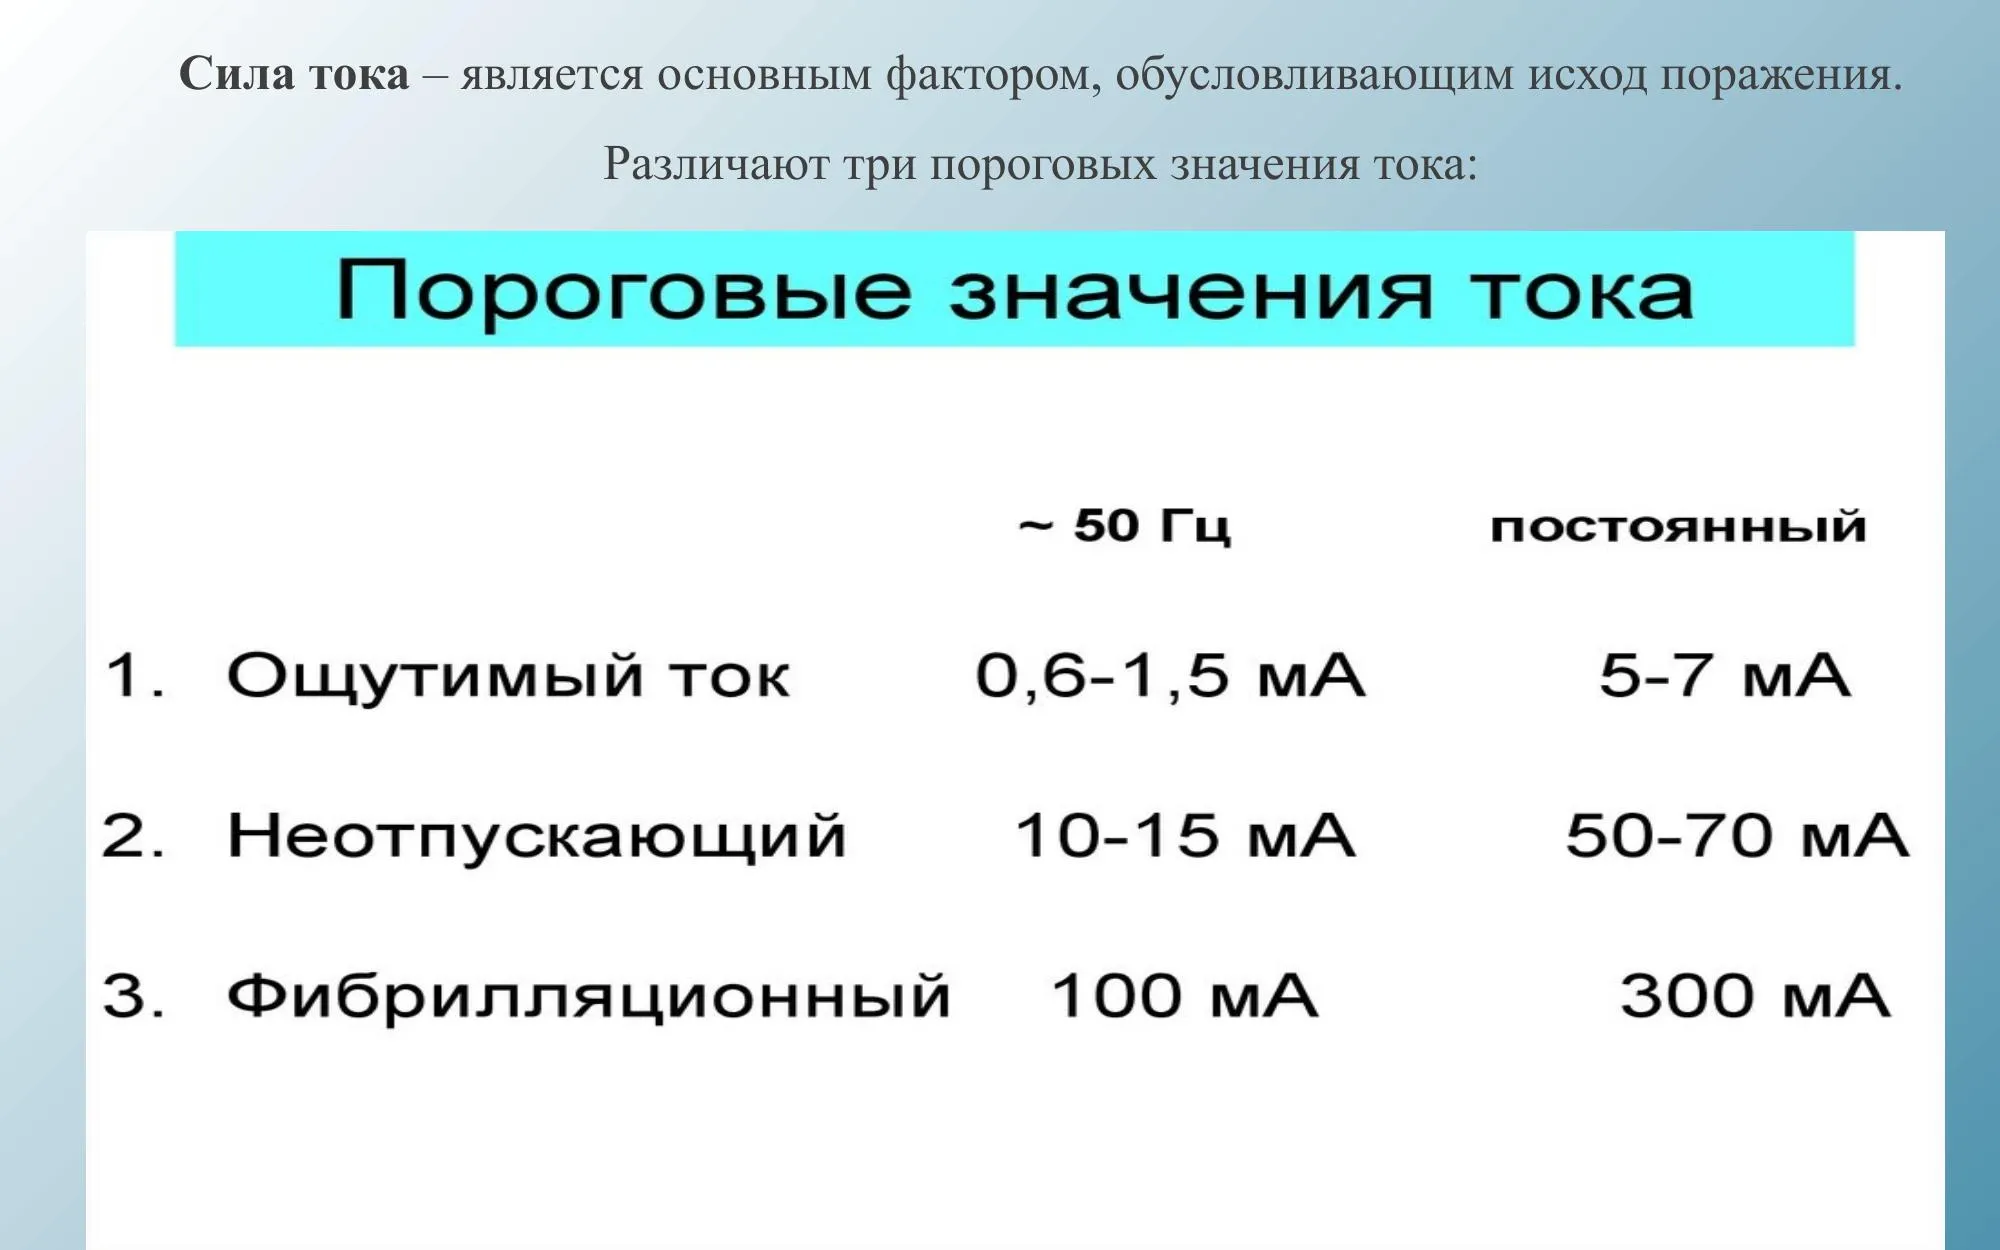 Сила тока – является основным фактором, обусловливающим исход поражения.
Различают три пороговых значения тока:
Пороговые значения тока
~ 50 Гц постоянный
1. Ощутимый ток 0,6-1,5 мА 5-7 мА
2. Неотпускающий 10-15 мА 50-70 мА
3. Фибрилляционный 100 мА 300 мА